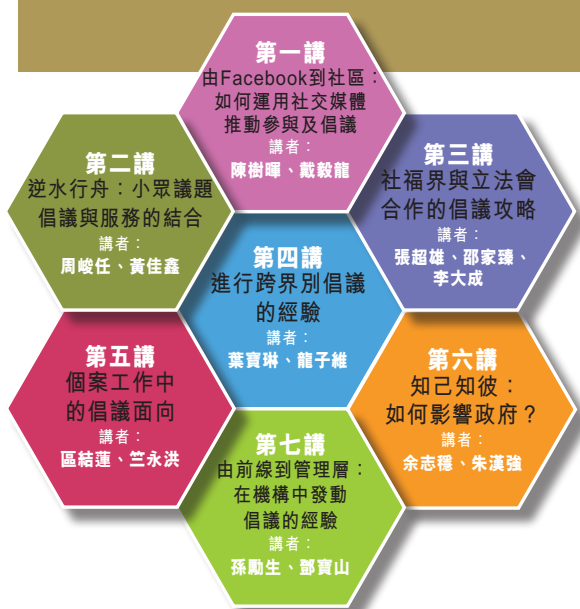 第一講
由Facebook到社區：
如何運用社交媒體
推動參與及倡議
講者：
陳樹暉、戴毅龍
第二講
逆水行舟：小眾議題
倡議與服務的結合
講者：
周峻任、黃佳鑫
第三講
社福界與立法會
合作的倡議攻略
講者：
張超雄、邵家臻、
李大成
第四講
進行跨界別倡議
的經驗
講者：
葉寶琳、龍子維
第五講
個案工作中
的倡議面向
講者：
區結蓮、竺永洪
第六講
知己知彼：
如何影響政府？
講者：
余志穩、朱漢強
第七講
由前線到管理層：
在機構中發動
倡議的經驗
講者：
孫勵生、鄧寶山